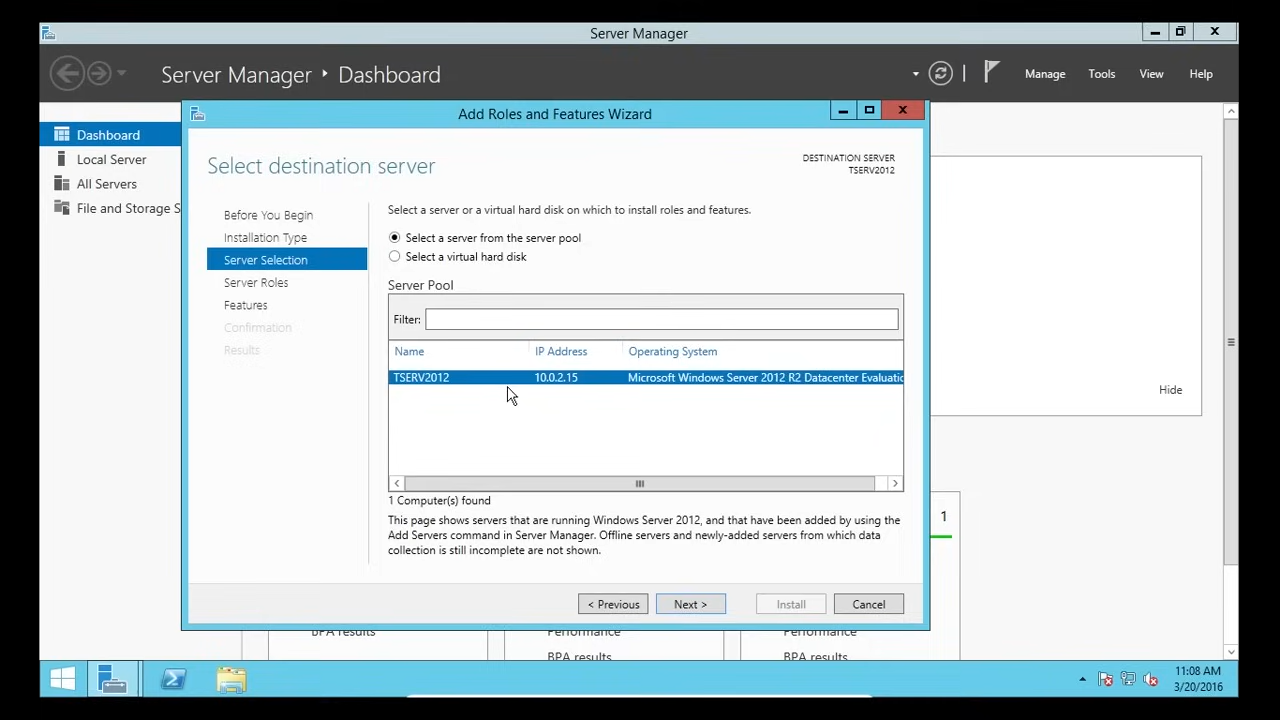 Server Manager
Server Manager ‣ Dashboard
Manage
Tools
View
Help
Dashboard
Local Server
All Servers
File and Storage S
Add Roles and Features Wizard
Select destination server
DESTINATION SERVER
TSERV2012
Before You Begin
Installation Type
Server Selection
Server Roles
Features
Confirmation
Results
Select a server or a virtual hard disk on which to install roles and features.
Select a server from the server pool
Select a virtual hard disk
Server Pool
Filter:
Name IP Address Operating System
TSERV2012 10.0.2.15 Microsoft Windows Server 2012 R2 Datacenter Evaluatic
1 Computer(s) found
This page shows servers that are running Windows Server 2012, and that have been added by using the
Add Servers command in Server Manager. Offline servers and newly-added servers from which data
collection is still incomplete are not shown.
< Previous
Next >
Install
Cancel
Hide
1
BPA results
Performance
BPA results
Performance
BPA results
11:08 AM
3/20/2016